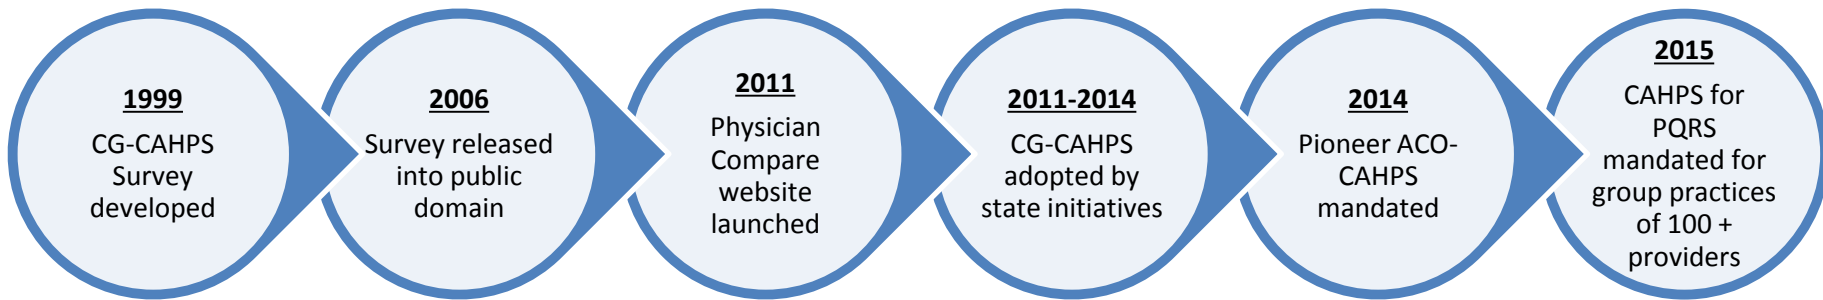 1999
CG-CAHPS
Survey
developed
2006
Survey released
into public
domain
2011
Physician
Compare
website
launched
2011-2014
CG-CAHPS
adopted by
state initiatives
2014
Pioneer ACO-
CAHPS
mandated
2015
CAHPS for
PQRS
mandated for
group practices
of 100 +
providers